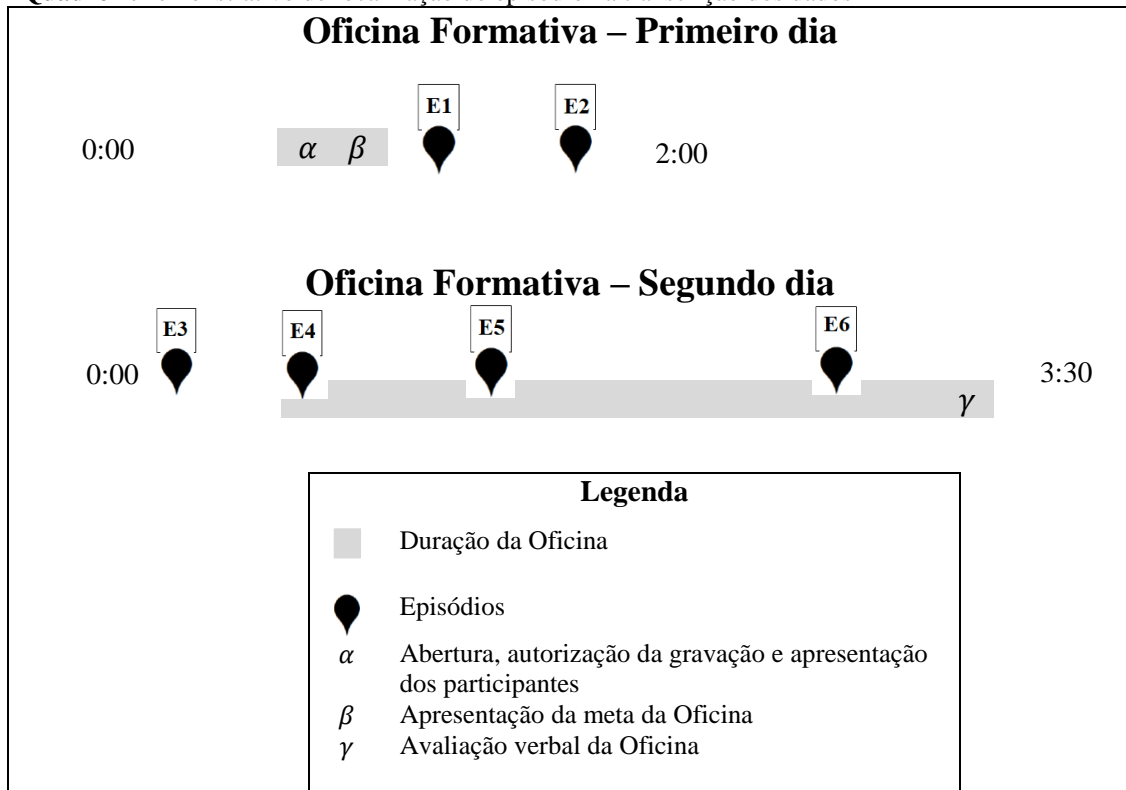 Oficina Formativa – Primeiro dia
E1 E2
0:00 α β 2:00
Oficina Formativa – Segundo dia
E3 E4 E5 E6
0:00 3:30
γ
Legenda
Duração da Oficina
Episódios
α Abertura, autorização da gravação e apresentação
dos participantes
β Apresentação da meta da Oficina
γ Avaliação verbal da Oficina